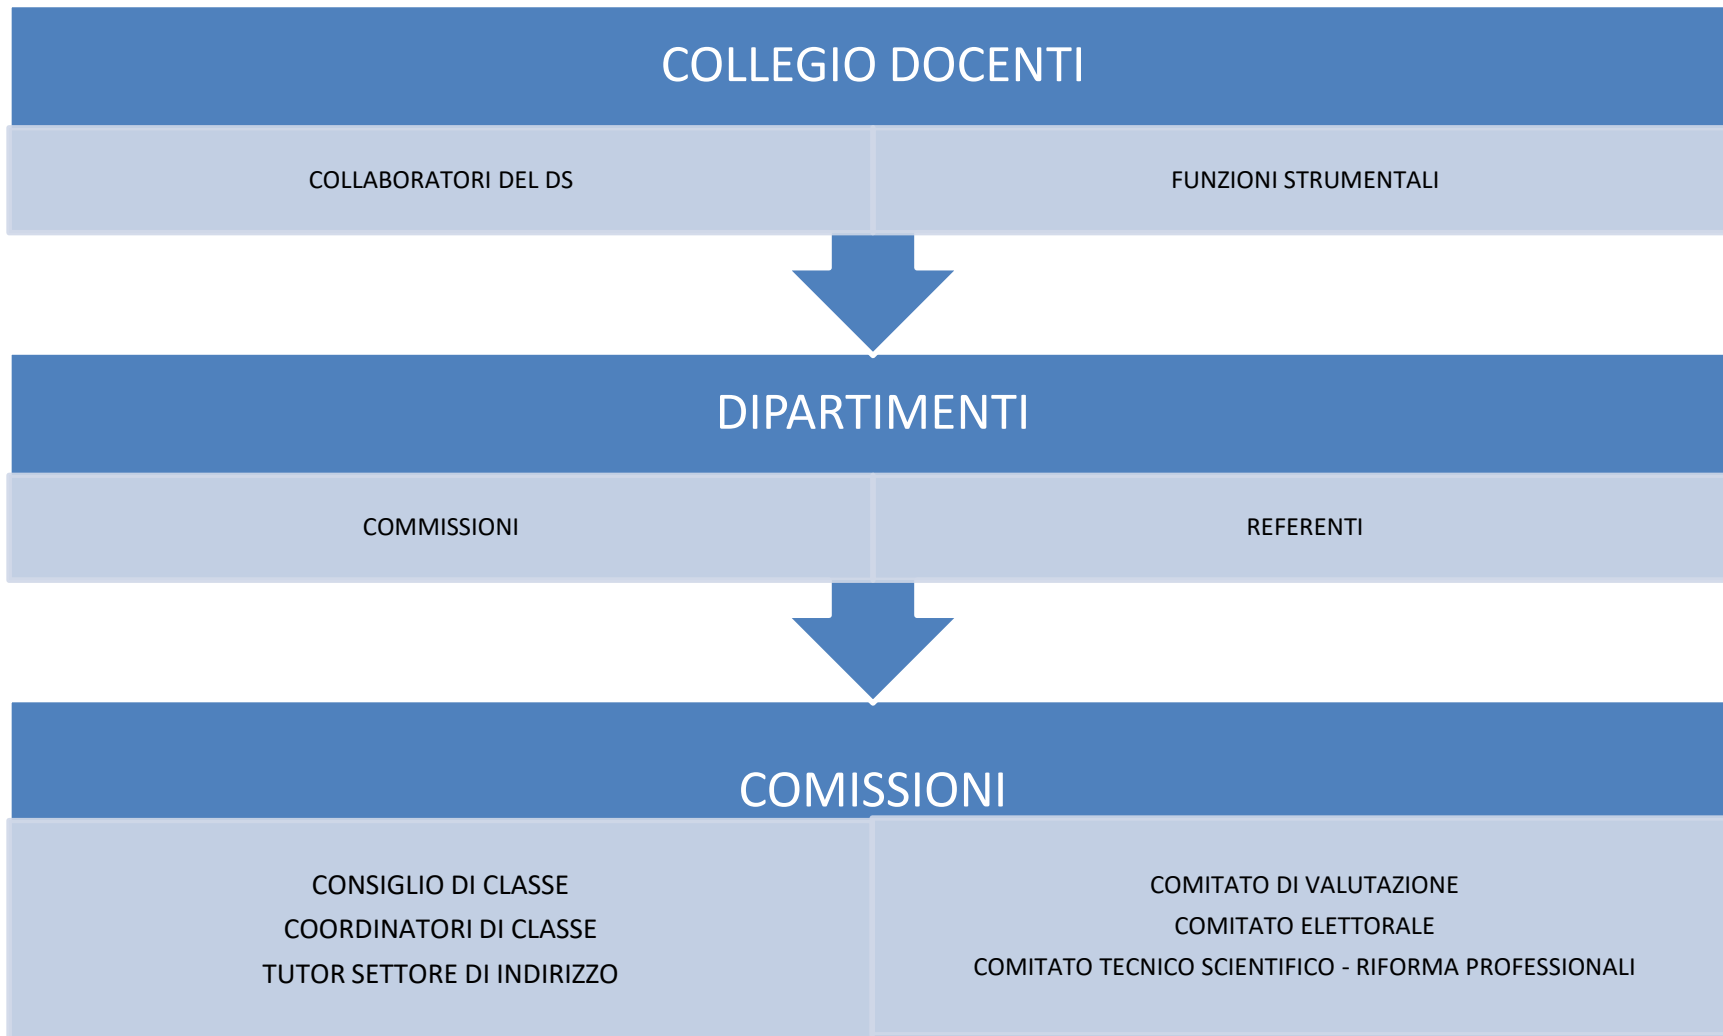 COLLEGIO DOCENTI
COLLABORATORI DEL DS
FUNZIONI STRUMENTALI
DIPARTIMENTI
COMMISSIONI
REFERENTI
COMISSIONI
CONSIGLIO DI CLASSE
COORDINATORI DI CLASSE
TUTOR SETTORE DI INDIRIZZO
COMITATO DI VALUTAZIONE
COMITATO ELETTORALE
COMITATO TECNICO SCIENTIFICO - RIFORMA PROFESSIONALI